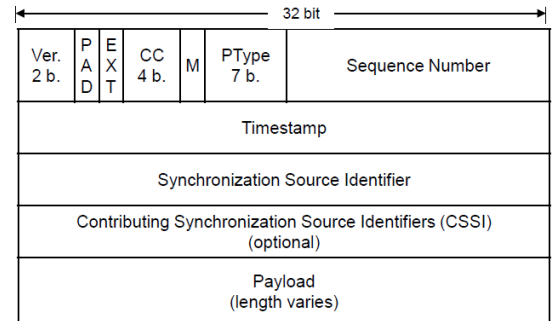 32 bit
Ver.
2 b.
P
A
D
E
X
T
CC
4 b.
M
PType
7 b.
Sequence Number
Timestamp
Synchronization Source Identifier
Contributing Synchronization Source Identifiers (CSSI)
(optional)
Payload
(length varies)